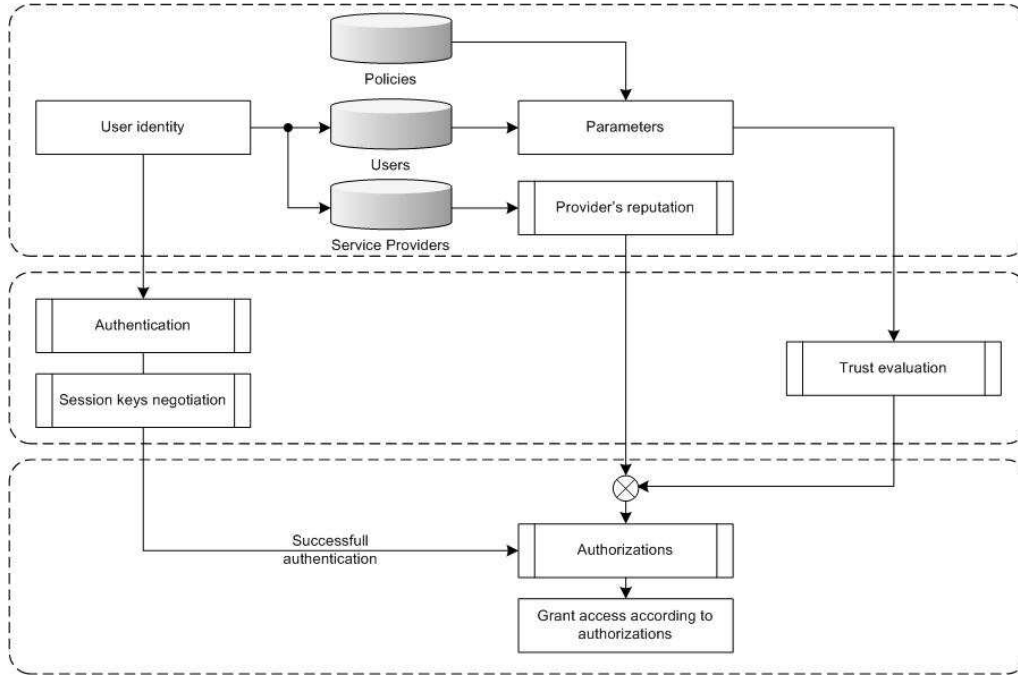 Policies
User identity
Users
Parameters
Service Providers
Provider's reputation
Authentication
Session keys negotiation
Trust evaluation
Successfull
authentication
Authorizations
Grant access according to
authorizations